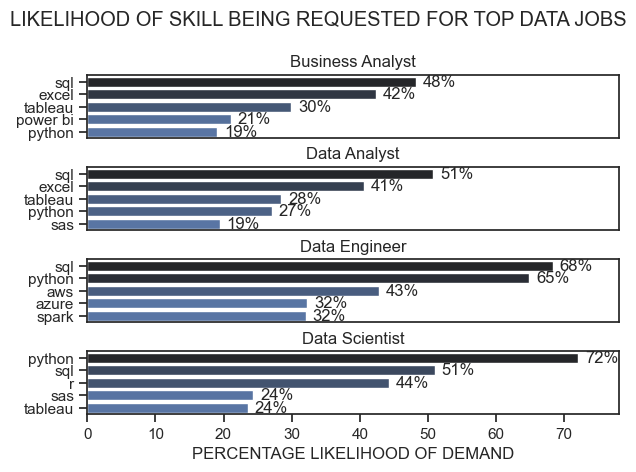 LIKELIHOOD OF SKILL BEING REQUESTED FOR TOP DATA JOBS
Business Analyst
sql 48%
excel 42%
tableau 30%
power bi 21%
python 19%
Data Analyst
sql 51%
excel 41%
tableau 28%
python 27%
sas 19%
Data Engineer
sql 68%
python 65%
aws 43%
azure 32%
spark 32%
Data Scientist
python 72%
sql 51%
r 44%
sas 24%
tableau 24%
0 10 20 30 40 50 60 70
PERCENTAGE LIKELIHOOD OF DEMAND